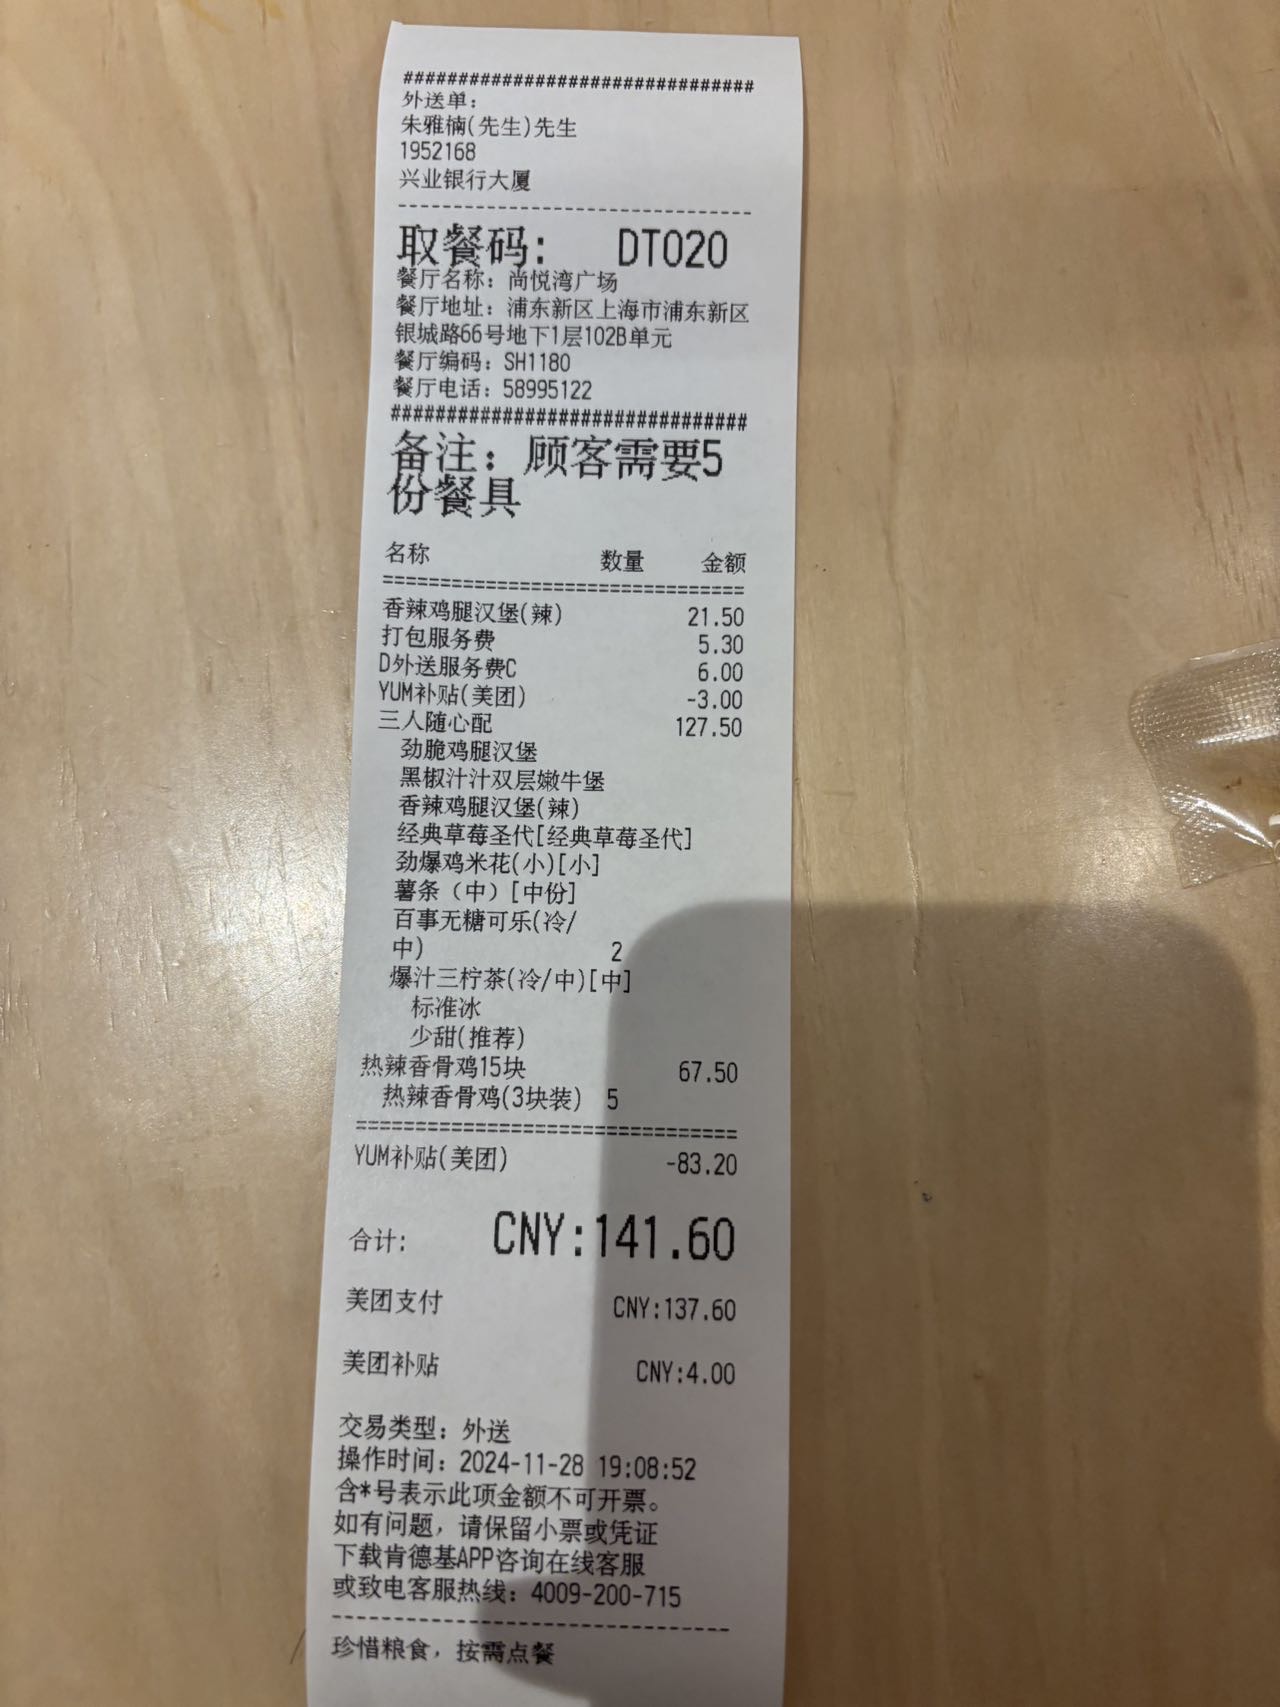 ################################
外送单:
朱雅楠(先生)先生
1952168
兴业银行大厦
--------------------------------
取餐码: DT020
餐厅名称: 尚悦湾广场
餐厅地址: 浦东新区上海市浦东新区
银城路66号地下1层102B单元
餐厅编码: SH1180
餐厅电话: 58995122
################################
备注: 顾客需要5
份餐具
名称 数量 金额
================================
香辣鸡腿汉堡(辣) 21.50
打包服务费 5.30
D外送服务费C 6.00
YUM补贴(美团) -3.00
三人随心配 127.50
劲脆鸡腿汉堡
黑椒汁汁双层嫩牛堡
香辣鸡腿汉堡(辣)
经典草莓圣代[经典草莓圣代]
劲爆鸡米花(小)[小]
薯条（中）[中份]
百事无糖可乐(冷/
中) 2
爆汁三柠茶(冷/中)[中]
标准冰
少甜(推荐)
热辣香骨鸡15块 67.50
热辣香骨鸡(3块装) 5
================================
YUM补贴(美团) -83.20
合计: CNY:141.60
美团支付 CNY:137.60
美团补贴 CNY:4.00
交易类型: 外送
操作时间: 2024-11-28 19:08:52
含*号表示此项金额不可开票。
如有问题, 请保留小票或凭证
下载肯德基APP咨询在线客服
或致电客服热线: 4009-200-715
--------------------------------
珍惜粮食, 按需点餐